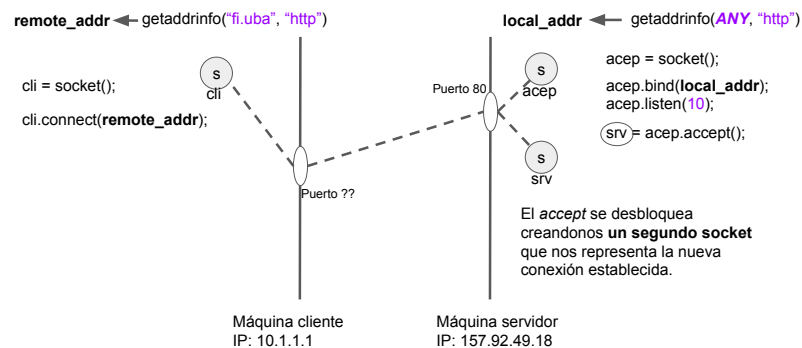 remote_addr getaddrinfo("fi.uba", "http")
local_addr getaddrinfo(ANY, "http")
s
cli
cli = socket();
cli.connect(remote_addr);
Puerto ??
Puerto 80
s
acep
s
srv
acep = socket();
acep.bind(local_addr);
acep.listen(10);
srv = acep.accept();
El accept se desbloquea
creandonos un segundo socket
que nos representa la nueva
conexión establecida.
Máquina cliente
IP: 10.1.1.1
Máquina servidor
IP: 157.92.49.18